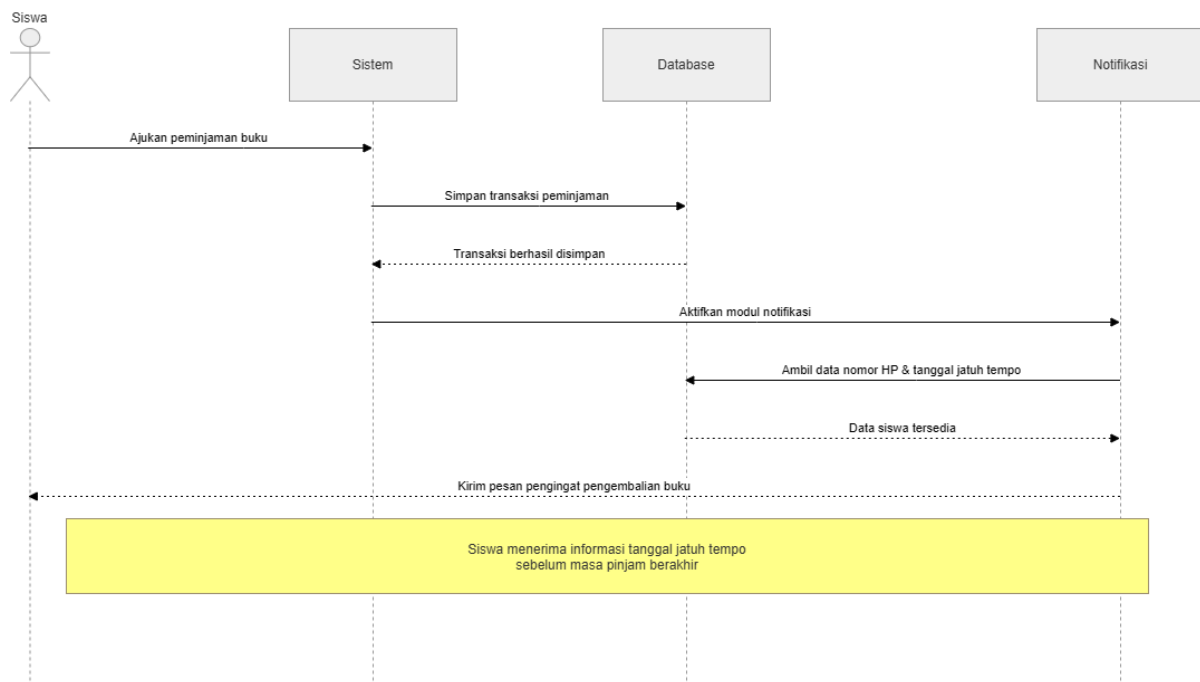 Siswa
Sistem
Database
Notifikasi
Ajukan peminjaman buku
Simpan transaksi peminjaman
Transaksi berhasil disimpan
Aktifkan modul notifikasi
Ambil data nomor HP & tanggal jatuh tempo
Data siswa tersedia
Kirim pesan pengingat pengembalian buku
Siswa menerima informasi tanggal jatuh tempo
sebelum masa pinjam berakhir